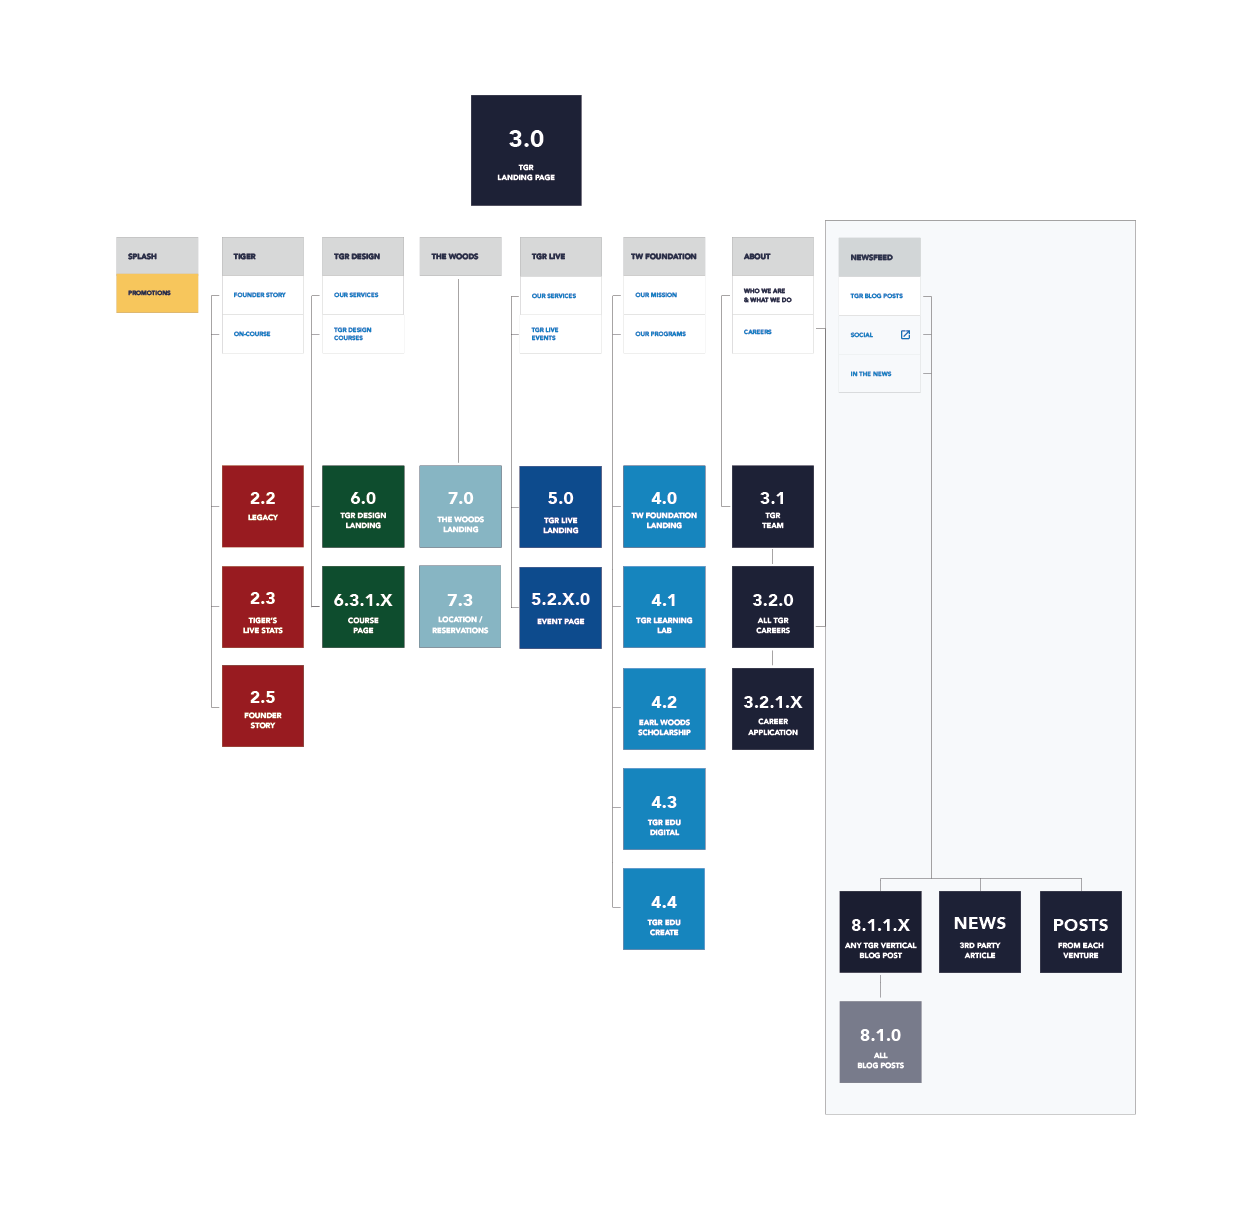 3.0
TGR
LANDING PAGE
SPLASH
PROMOTIONS
TIGER
FOUNDER STORY
ON-COURSE
TGR DESIGN
OUR SERVICES
TGR DESIGN
COURSES
THE WOODS
TGR LIVE
OUR SERVICES
TGR LIVE
EVENTS
TW FOUNDATION
OUR MISSION
OUR PROGRAMS
ABOUT
WHO WE ARE
& WHAT WE DO
CAREERS
NEWSFEED
TGR BLOG POSTS
SOCIAL
IN THE NEWS
2.2
LEGACY
2.3
TIGER'S
LIVE STATS
2.5
FOUNDER
STORY
6.0
TGR DESIGN
LANDING
6.3.1.X
COURSE
PAGE
7.0
THE WOODS
LANDING
7.3
LOCATION /
RESERVATIONS
5.0
TGR LIVE
LANDING
5.2.X.0
EVENT PAGE
4.0
TW FOUNDATION
LANDING
4.1
TGR LEARNING
LAB
4.2
EARL WOODS
SCHOLARSHIP
4.3
TGR EDU
DIGITAL
4.4
TGR EDU
CREATE
3.1
TGR
TEAM
3.2.0
ALL TGR
CAREERS
3.2.1.X
CAREER
APPLICATION
8.1.1.X
ANY TGR VERTICAL
BLOG POST
NEWS
3RD PARTY
ARTICLE
POSTS
FROM EACH
VENTURE
8.1.0
ALL
BLOG POSTS